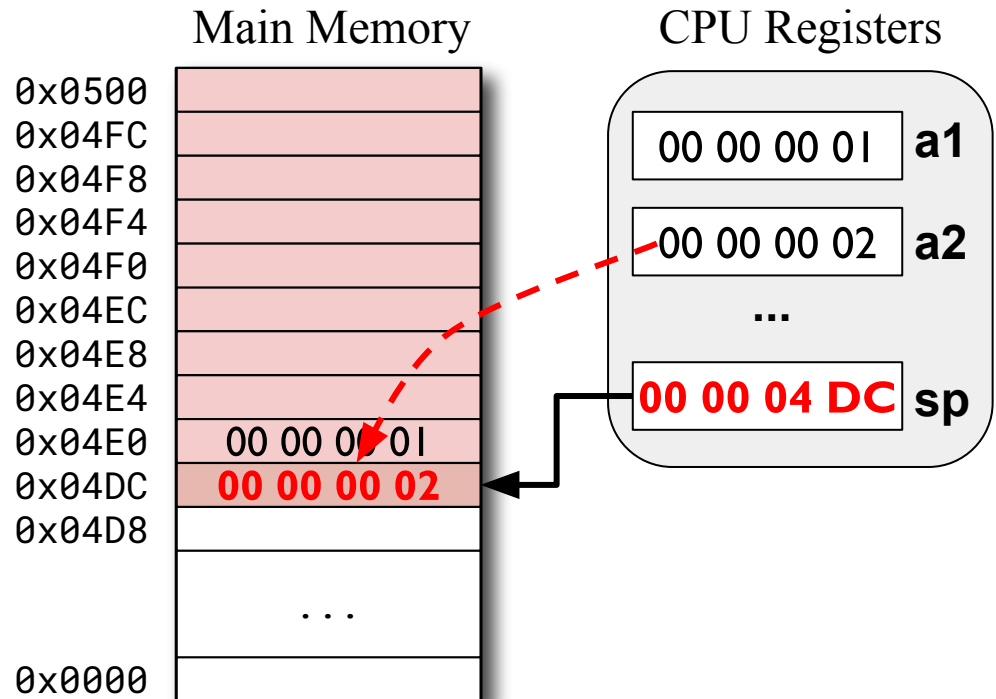 Main Memory
0x0500
0x04FC
0x04F8
0x04F4
0x04F0
0x04EC
0x04E8
0x04E4
0x04E0 00 00 00 01
0x04DC 00 00 00 02
0x04D8
...
0x0000
CPU Registers
00 00 00 01 a1
00 00 00 02 a2
...
00 00 04 DC sp